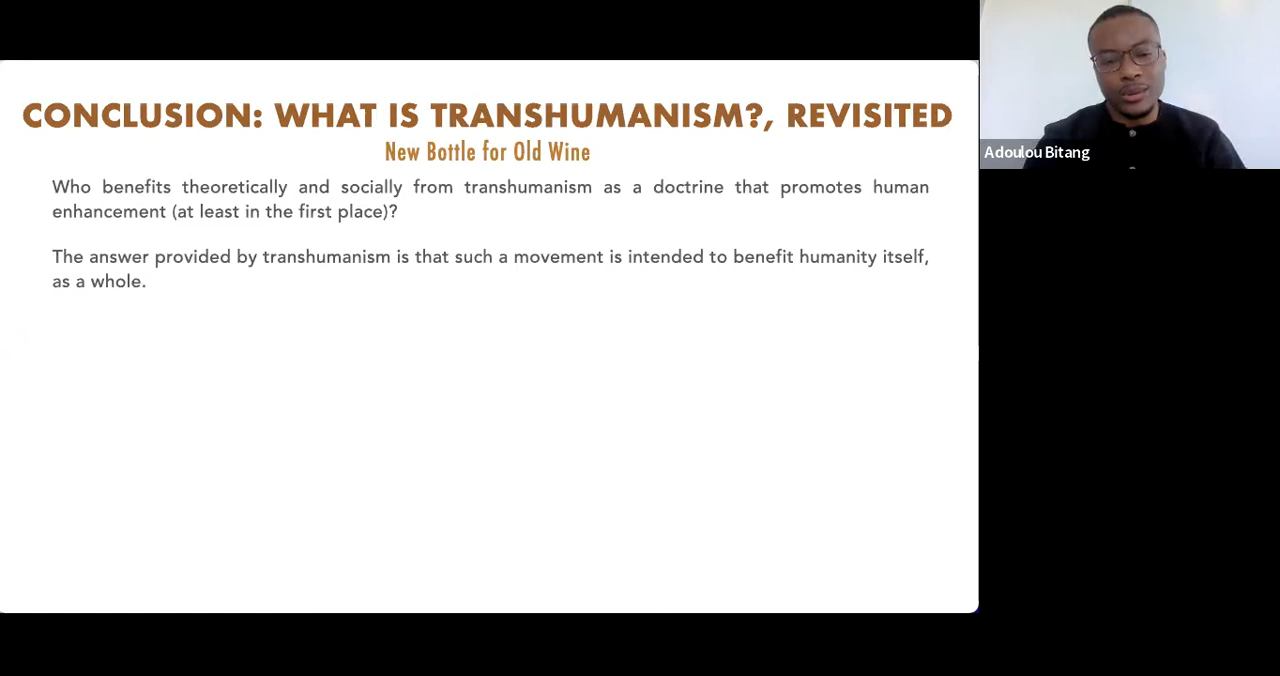 CONCLUSION: WHAT IS TRANSHUMANISM?, REVISITED
New Bottle for Old Wine
Who benefits theoretically and socially from transhumanism as a doctrine that promotes human
enhancement (at least in the first place)?
The answer provided by transhumanism is that such a movement is intended to benefit humanity itself,
as a whole.
Adoulou Bitang